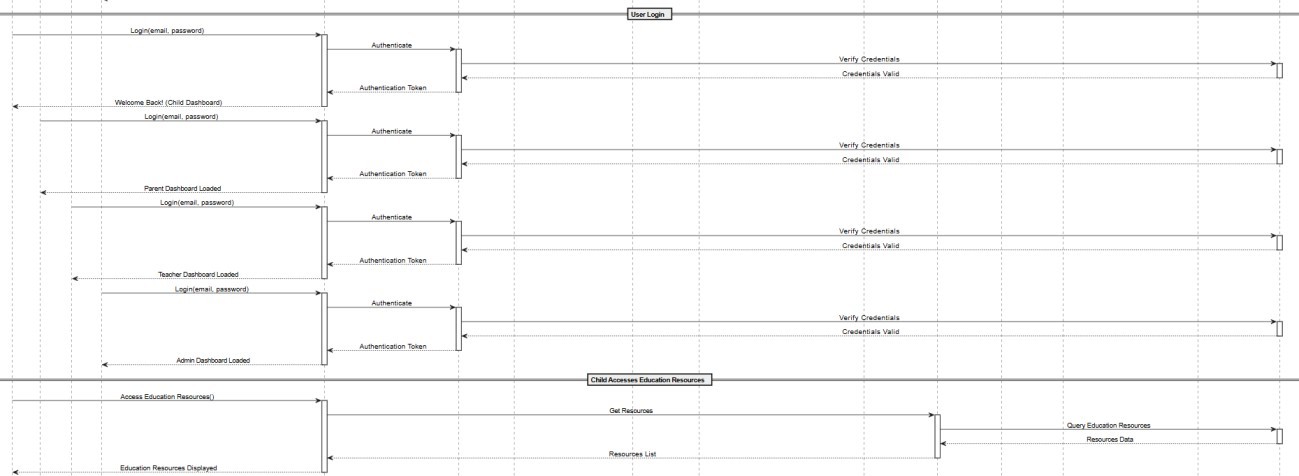 User Login
Login(email, password)
Authenticate
Verify Credentials
Credentials Valid
Authentication Token
Welcome Back! (Child Dashboard)
Login(email, password)
Authenticate
Verify Credentials
Credentials Valid
Authentication Token
Parent Dashboard Loaded
Login(email, password)
Authenticate
Verify Credentials
Credentials Valid
Authentication Token
Teacher Dashboard Loaded
Login(email, password)
Authenticate
Verify Credentials
Credentials Valid
Authentication Token
Admin Dashboard Loaded
Child Accesses Education Resources
Access Education Resources()
Get Resources
Query Education Resources
Resources Data
Resources List
Education Resources Displayed